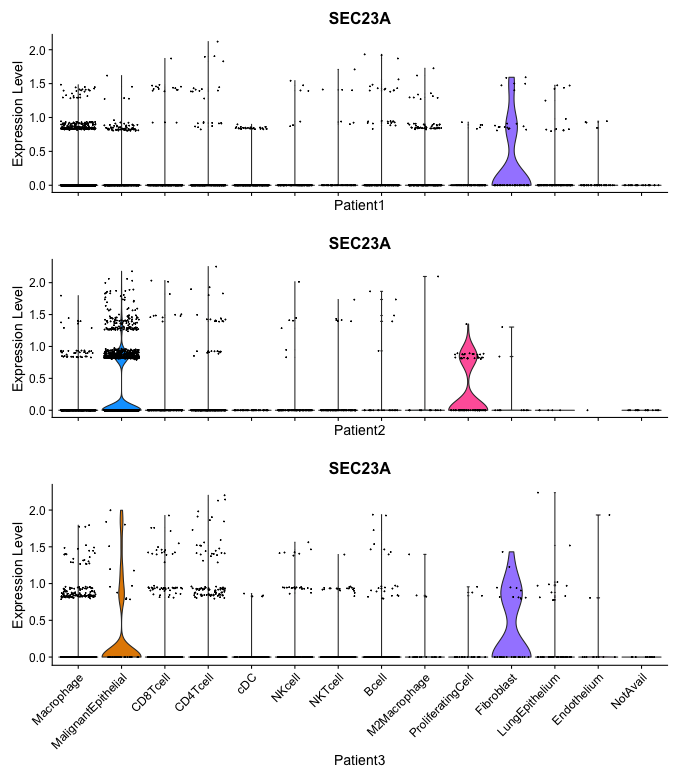 SEC23A
Expression Level
2.0
1.5
1.0
0.5
0.0
Patient1
SEC23A
Expression Level
2.0
1.5
1.0
0.5
0.0
Patient2
SEC23A
Expression Level
2.0
1.5
1.0
0.5
0.0
Macrophage
MalignantEpithelial
CD8Tcell
CD4Tcell
cDC
NKcell
NKTcell
Bcell
M2Macrophage
ProliferatingCell
Fibroblast
LungEpithelium
Endothelium
NotAvail
Patient3